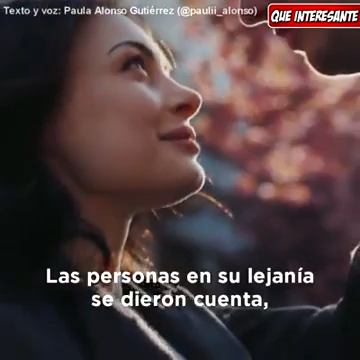 Texto y voz: Paula Alonso Gutiérrez (@paulii_alonso)
QUE INTERESANTE
Las personas en su lejanía
se dieron cuenta,